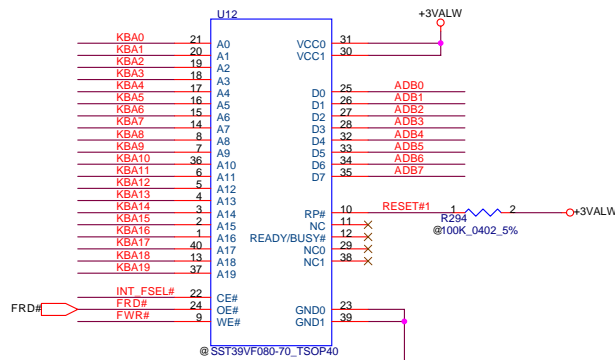 U12
+3VALW
KBA0 21 A0 VCC0 31
KBA1 20 A1 VCC1 30
KBA2 19 A2
KBA3 18 A3
KBA4 17 A4 D0 25 ADB0
KBA5 16 A5 D1 26 ADB1
KBA6 15 A6 D2 27 ADB2
KBA7 14 A7 D3 28 ADB3
KBA8 8 A8 D4 32 ADB4
KBA9 7 A9 D5 33 ADB5
KBA10 36 A10 D6 34 ADB6
KBA11 6 A11 D7 35 ADB7
KBA12 5 A12
KBA13 4 A13
KBA14 3 A14 RP# 10 RESET#1 1 2 +3VALW
KBA15 2 A15 NC 11 R294
KBA16 1 A16 READY/BUSY# 12 @100K_0402_5%
KBA17 40 A17 NC0 29
KBA18 13 A18 NC1 38
KBA19 37 A19
INT_FSEL# 22 CE# GND0 23
FRD# FRD# 24 OE# GND1 39
FWR# 9 WE#
@SST39VF080-70_TSOP40